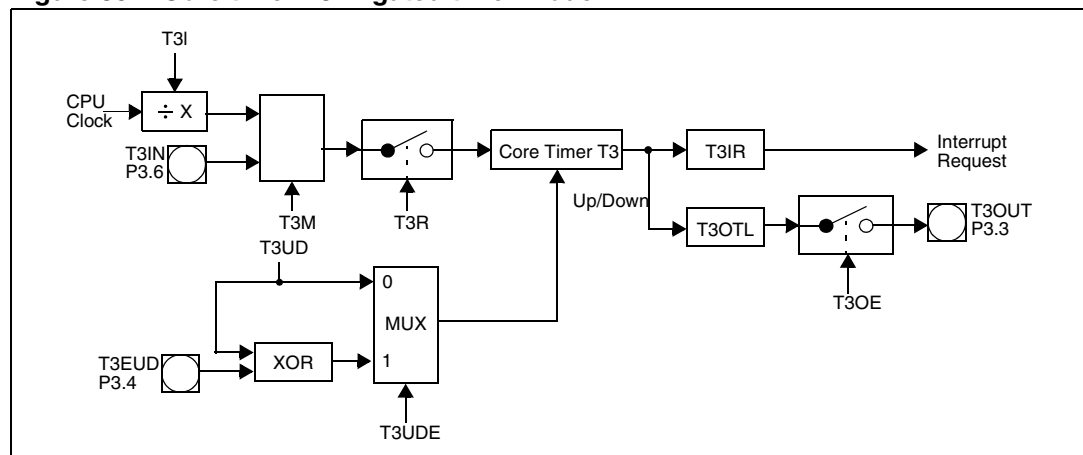 T3I
CPU
Clock
÷ X
T3IN
P3.6
T3M
T3R
Core Timer T3
Up/Down
T3IR
Interrupt
Request
T3OTL
T3OUT
P3.3
T3OE
T3UD
0
MUX
1
XOR
T3EUD
P3.4
T3UDE